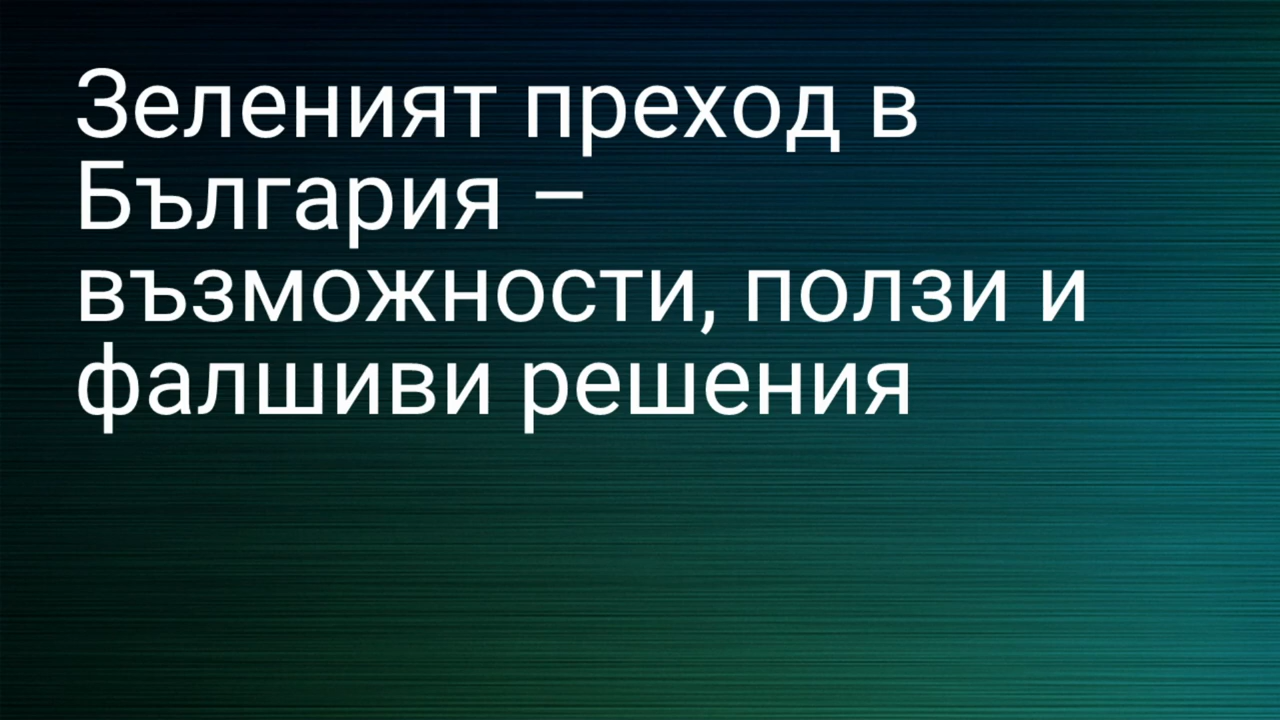 Зеленият преход в
България –
възможности, ползи и
фалшиви решения